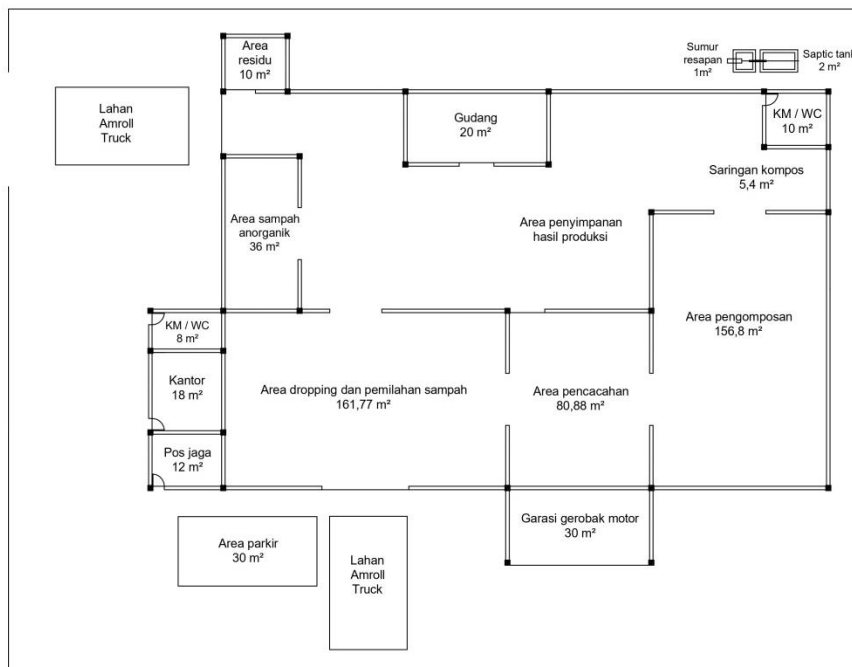 Area
residu
10 m²
Sumur
resapan
1m²
Saptic tank
2 m²
Lahan
Amroll
Truck
Gudang
20 m²
KM / WC
10 m²
Saringan kompos
5,4 m²
Area sampah
anorganik
36 m²
Area penyimpanan
hasil produksi
KM / WC
8 m²
Area pengomposan
156,8 m²
Kantor
18 m²
Area dropping dan pemilahan sampah
161,77 m²
Area pencacahan
80,88 m²
Pos jaga
12 m²
Garasi gerobak motor
30 m²
Area parkir
30 m²
Lahan
Amroll
Truck